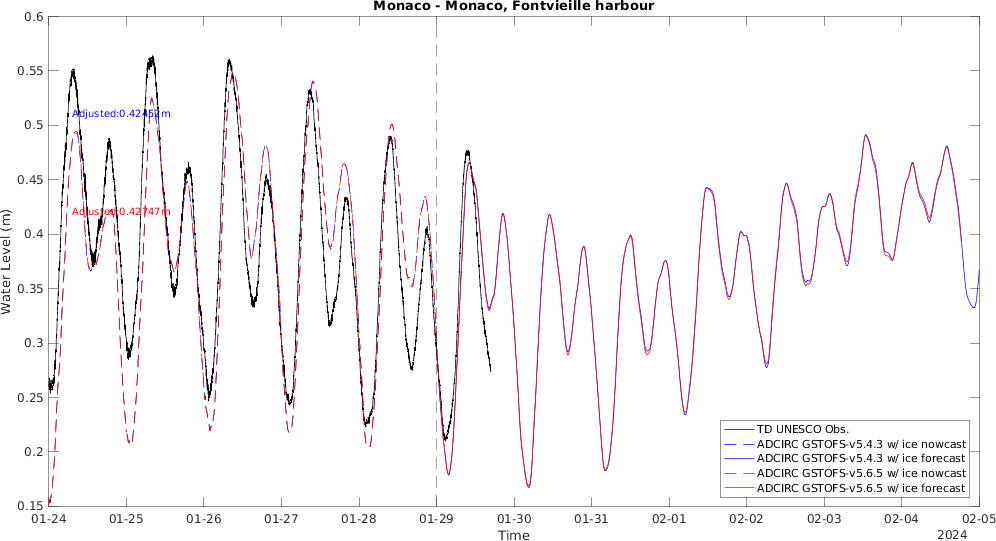 Monaco - Monaco, Fontvieille harbour
0.6
0.55
0.5
0.45
0.4
0.35
0.3
0.25
0.2
0.15
Water Level (m)
Adjusted:0.42452m
Adjusted:0.42747m
TD UNESCO Obs.
ADCIRC GSTOFS-v5.4.3 w/ ice nowcast
ADCIRC GSTOFS-v5.4.3 w/ ice forecast
ADCIRC GSTOFS-v5.6.5 w/ ice nowcast
ADCIRC GSTOFS-v5.6.5 w/ ice forecast
01-24 01-25 01-26 01-27 01-28 01-29 01-30 01-31 02-01 02-02 02-03 02-04 02-05
Time
2024